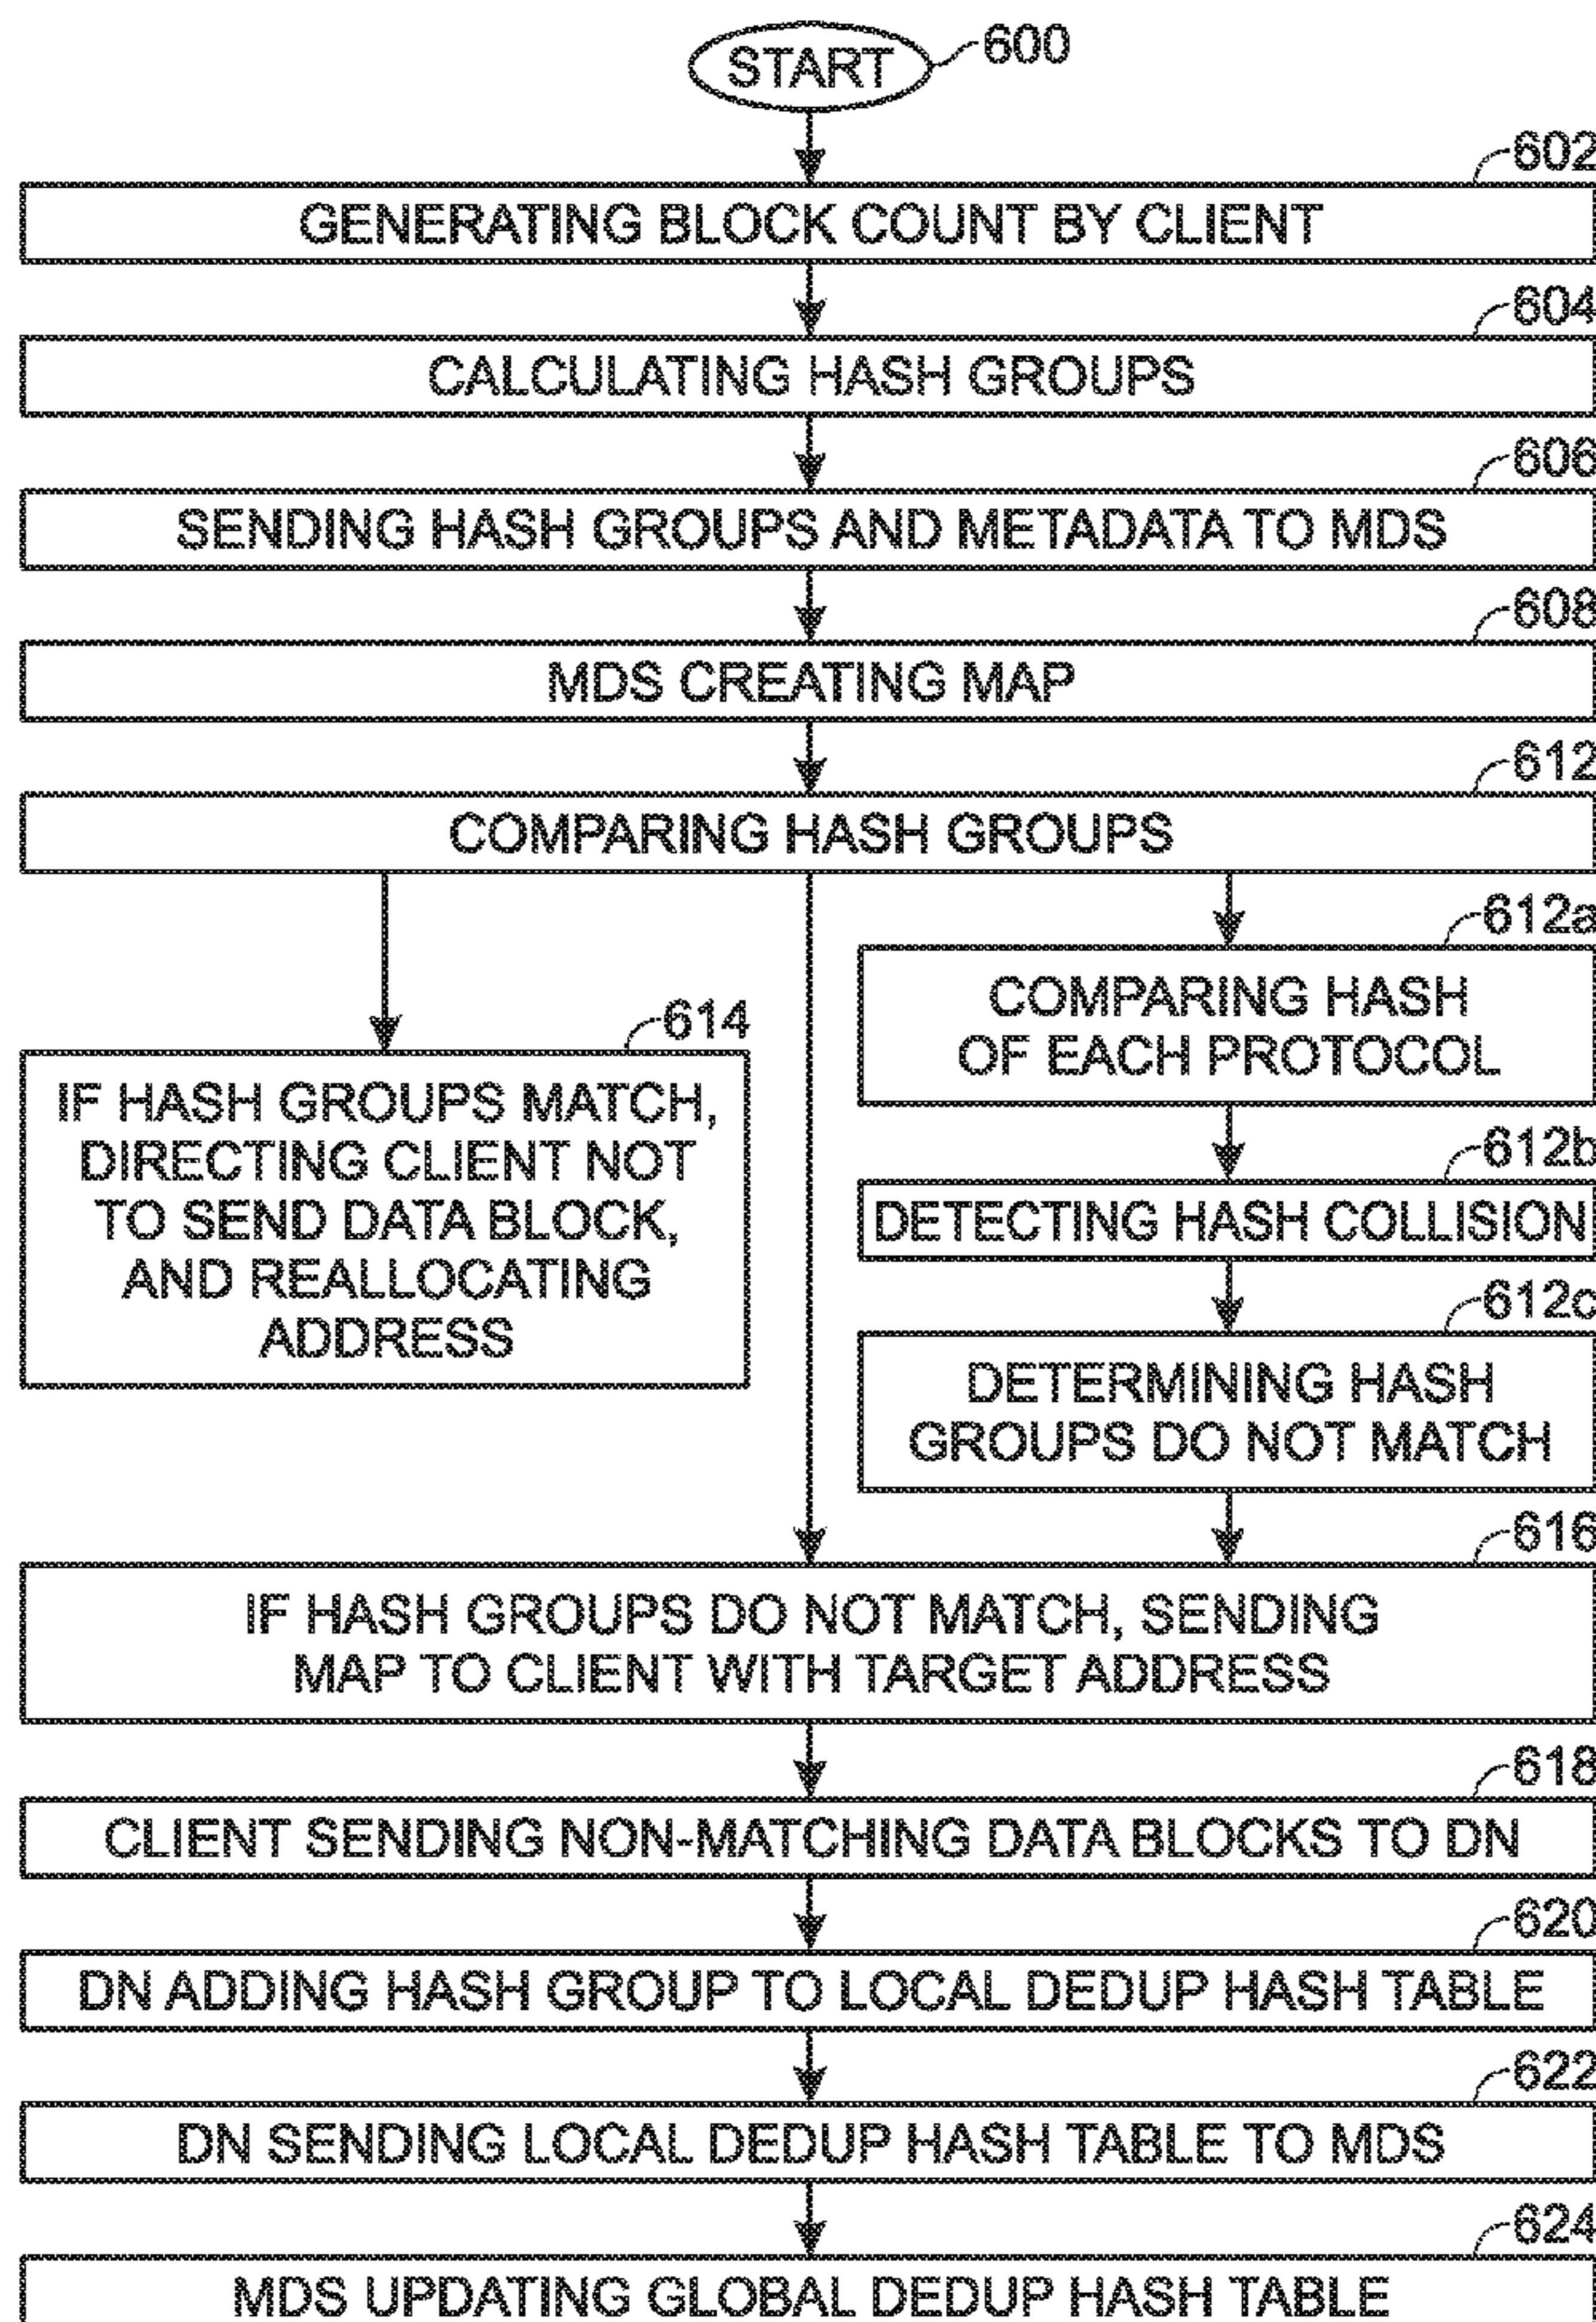 START
600
602
GENERATING BLOCK COUNT BY CLIENT
604
CALCULATING HASH GROUPS
606
SENDING HASH GROUPS AND METADATA TO MDS
608
MDS CREATING MAP
612
COMPARING HASH GROUPS
612a
COMPARING HASH
OF EACH PROTOCOL
614
IF HASH GROUPS MATCH,
DIRECTING CLIENT NOT
TO SEND DATA BLOCK,
AND REALLOCATING
ADDRESS
612b
DETECTING HASH COLLISION
612c
DETERMINING HASH
GROUPS DO NOT MATCH
616
IF HASH GROUPS DO NOT MATCH, SENDING
MAP TO CLIENT WITH TARGET ADDRESS
618
CLIENT SENDING NON-MATCHING DATA BLOCKS TO DN
620
DN ADDING HASH GROUP TO LOCAL DEDUP HASH TABLE
622
DN SENDING LOCAL DEDUP HASH TABLE TO MDS
624
MDS UPDATING GLOBAL DEDUP HASH TABLE